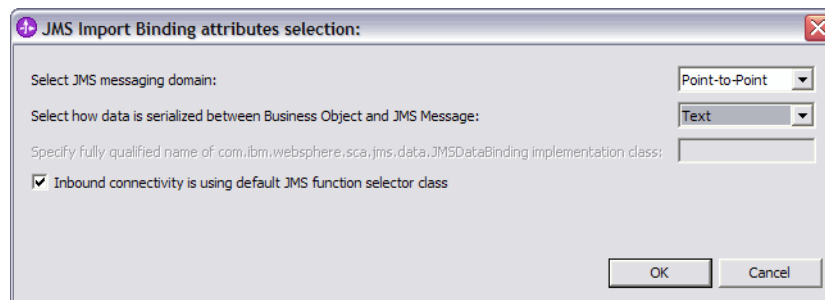 JMS Import Binding attributes selection:
Select JMS messaging domain: Point-to-Point
Select how data is serialized between Business Object and JMS Message: Text
Specify fully qualified name of com.ibm.websphere.sca.jms.data.JMSDataBinding implementation class:
Inbound connectivity is using default JMS function selector class
OK Cancel